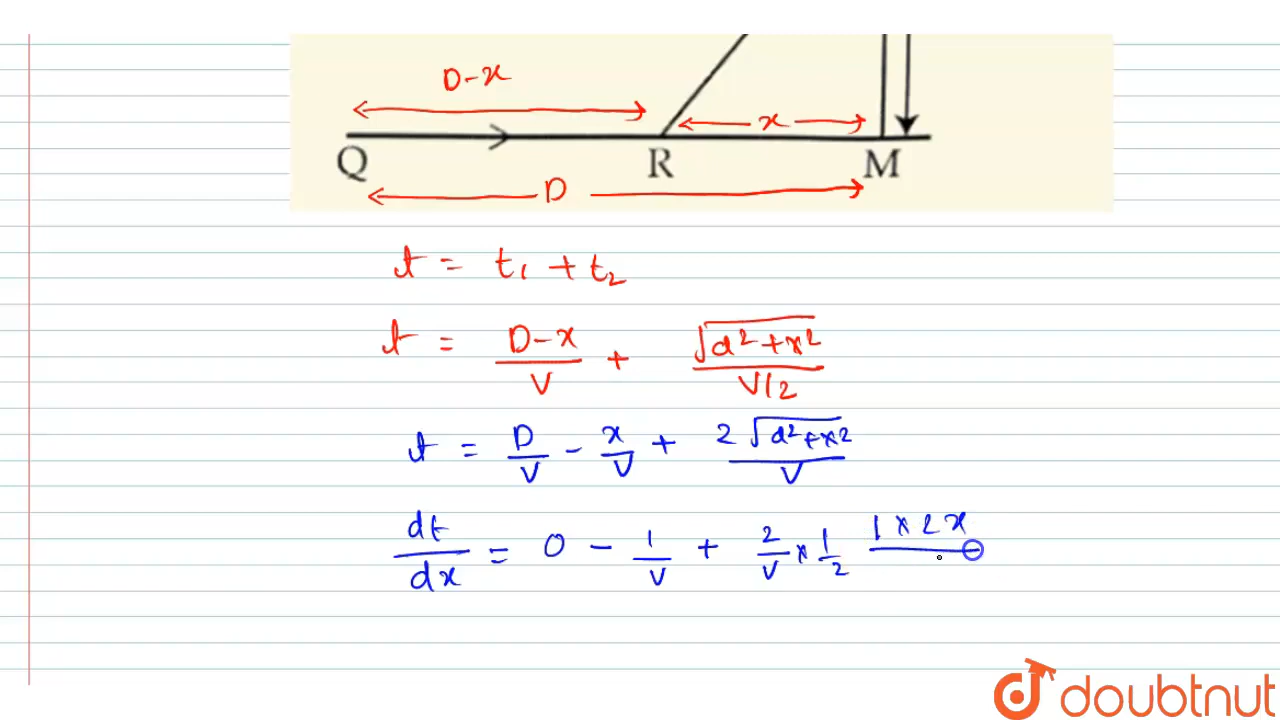 D-x
x
Q R M
D
t = t₁ + t₂
t = D-x/V + √d²+x²/V/2
t = D/V - x/V + 2√d²+x²/V
dt/dx = 0 - 1/V + 2/V × 1/2 1×2x
doubtnut